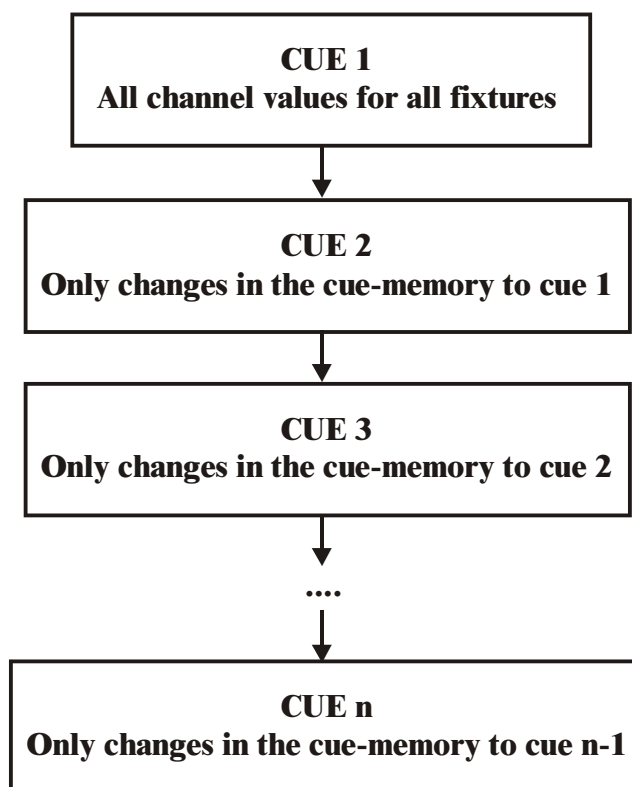 CUE 1
All channel values for all fixtures
CUE 2
Only changes in the cue-memory to cue 1
CUE 3
Only changes in the cue-memory to cue 2
....
CUE n
Only changes in the cue-memory to cue n-1